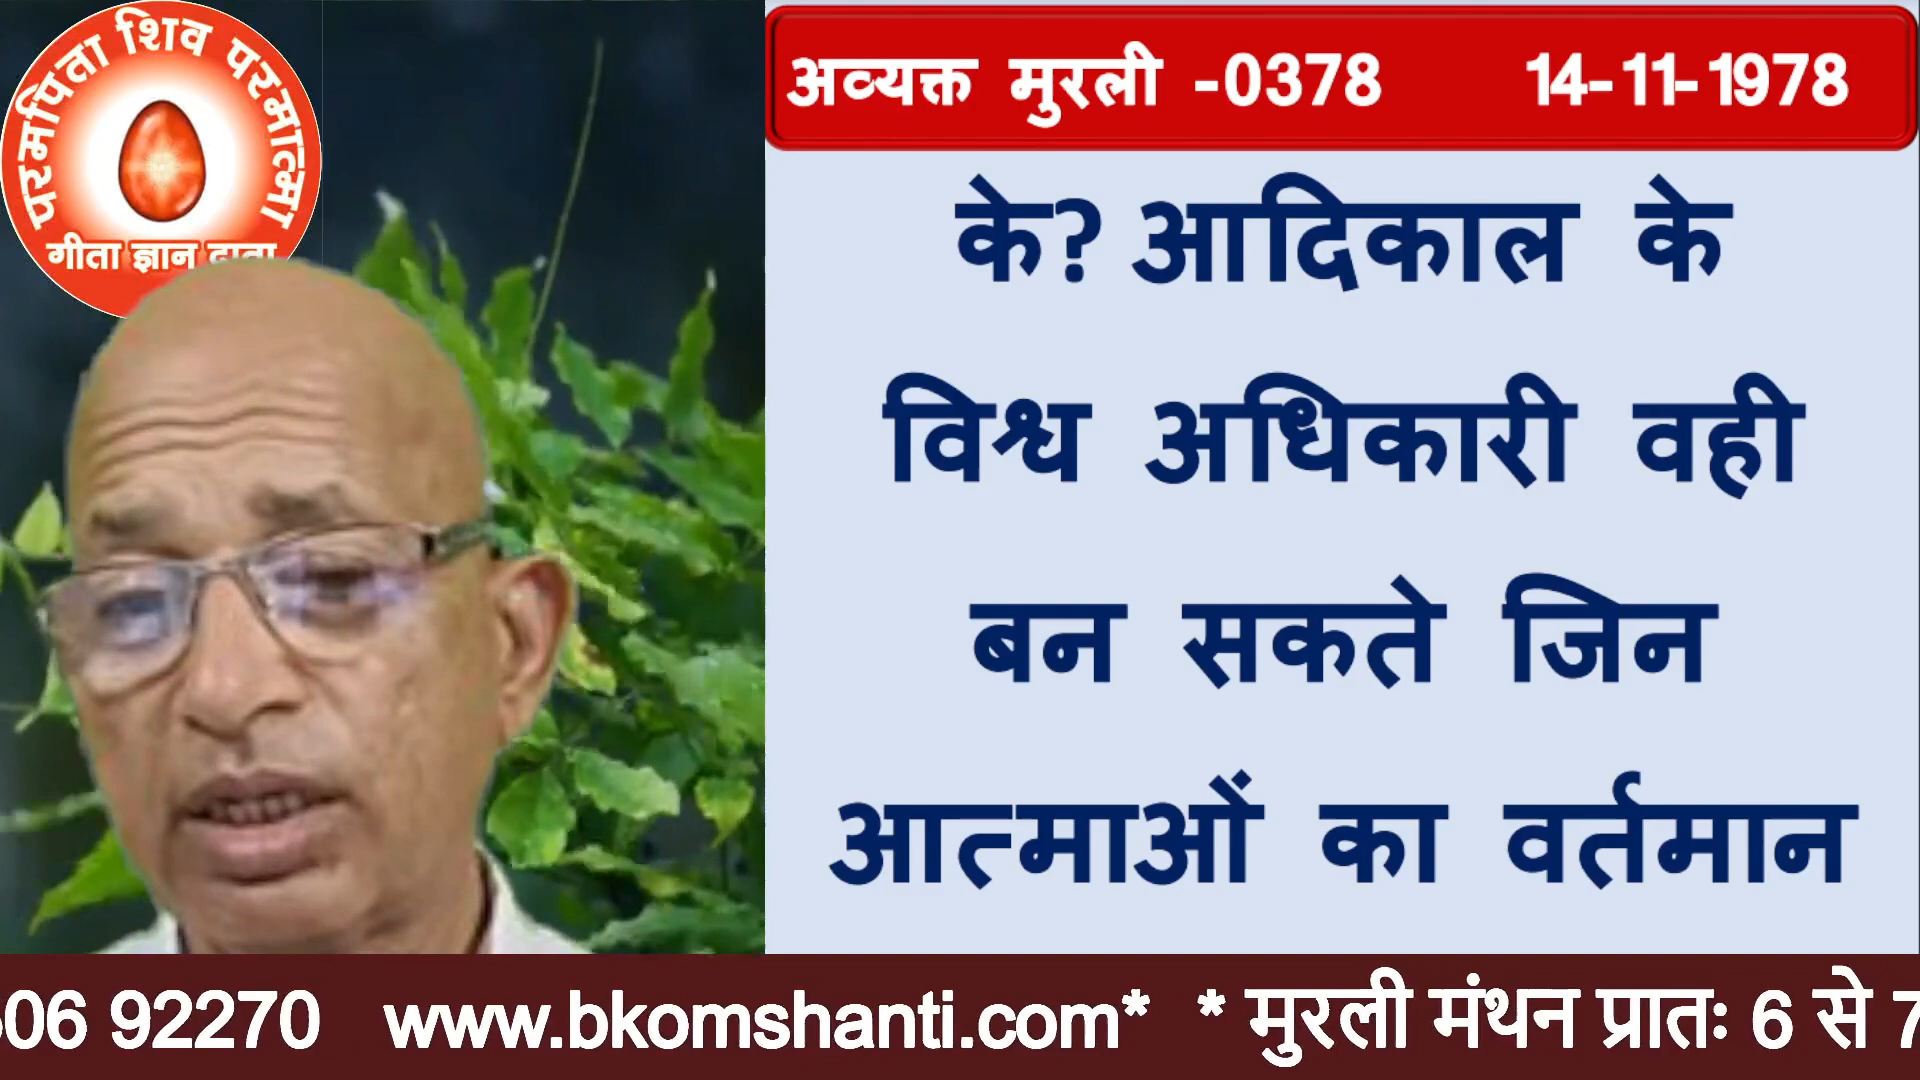 परमपिता शिव परमात्मा
गीता ज्ञान दाता
अव्यक्त मुरली -0378 14-11-1978
के? आदिकाल के
विश्व अधिकारी वही
बन सकते जिन
आत्माओं का वर्तमान
06 92270 www.bkomshanti.com* * मुरली मंथन प्रातः 6 से 7